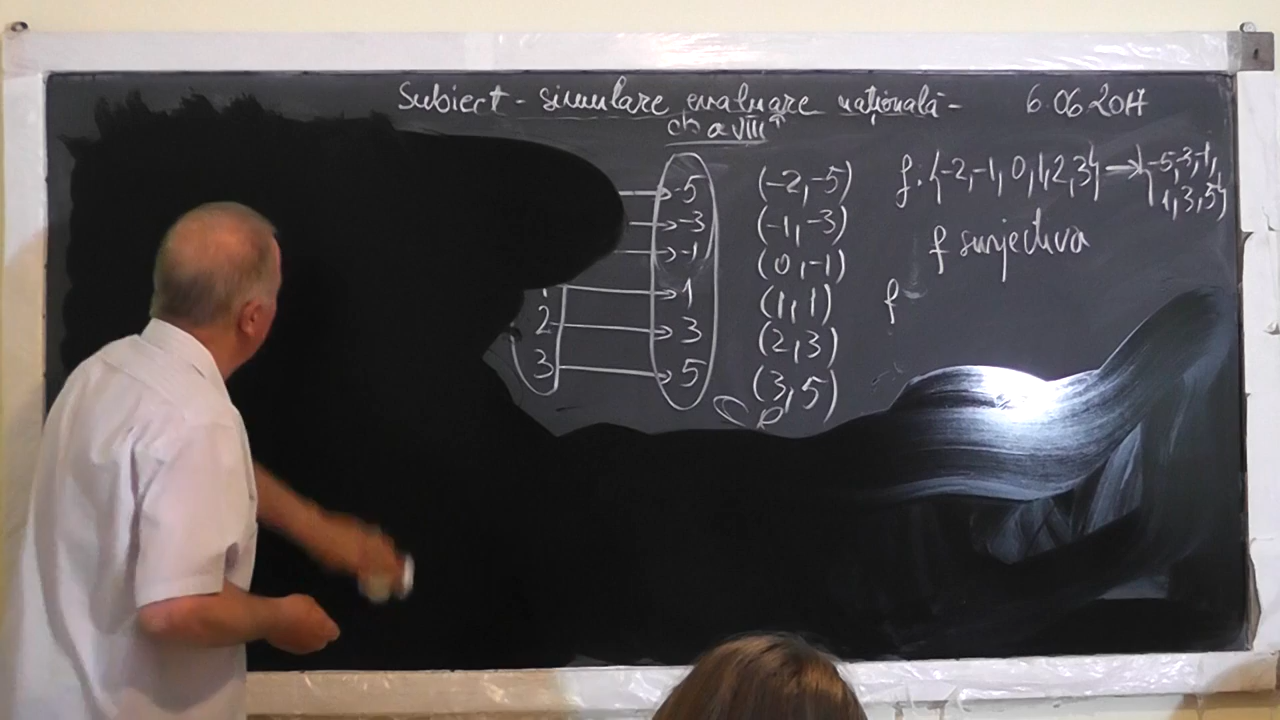 Subiect - simulare evaluare națională - 6.06.2017
cls a VIII ª
-5 (-2,-5) f:{-2,-1,0,1,2,3}→{-5,-3,-1,
-3 (-1,-3) 1,3,5}
-1 (0,-1) f surjectiva
1 1 (1,1) f
2 3 (2,3)
3 5 (3,5)